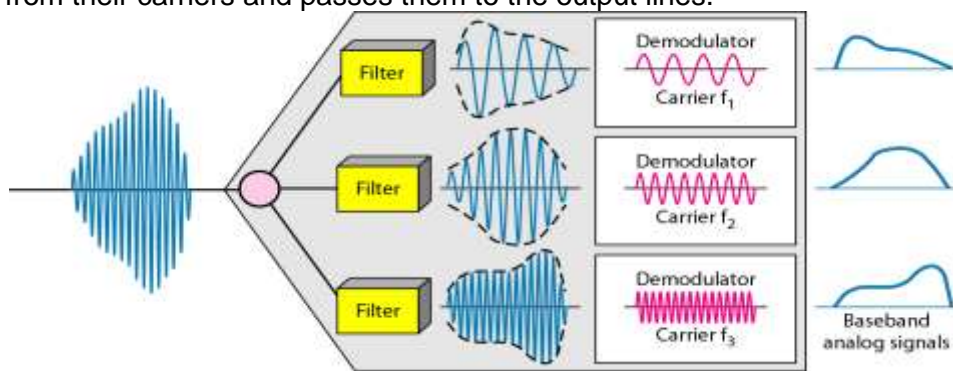 from their carriers and passes them to the output lines.
Filter
Demodulator
Carrier f₁
Filter
Demodulator
Carrier f₂
Filter
Demodulator
Carrier f₃
Baseband
analog signals